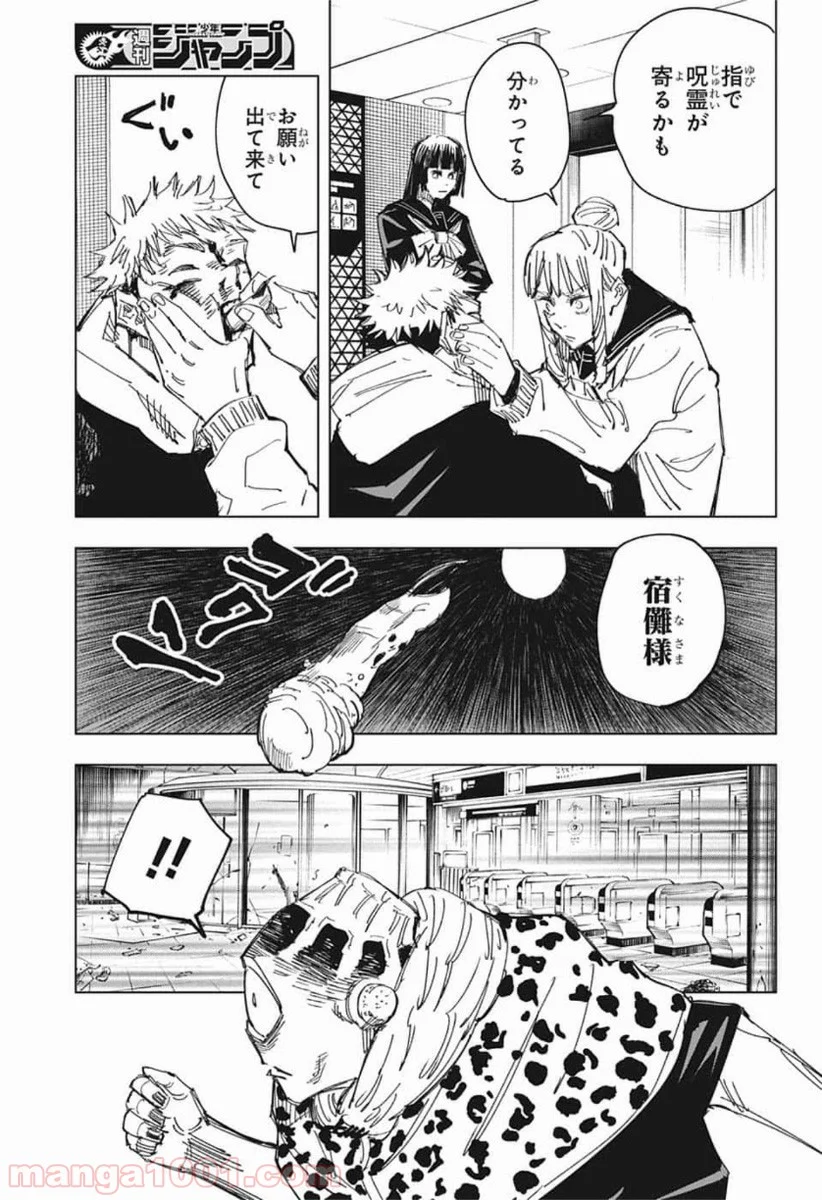 指で
呪霊が
寄るかも
分かってる
週刊
少年
ジャンプ
お願い
出て来て
ぐい
宿儺様
ゴクン
!!
manga1001.com